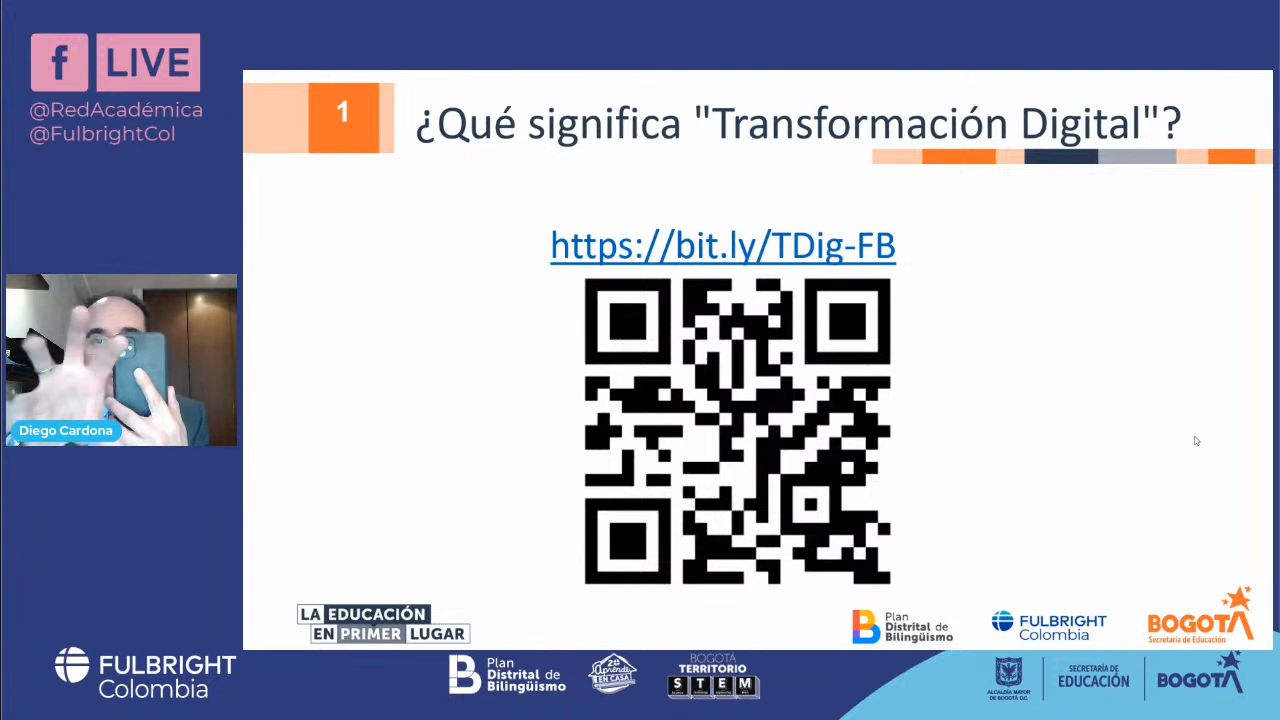 f LIVE
@RedAcadémica
@FulbrightCol
1
¿Qué significa "Transformación Digital"?
https://bit.ly/TDig-FB
Diego Cardona
LA EDUCACIÓN
EN PRIMER LUGAR
Plan
Distrital de
Bilingüismo
FULBRIGHT
Colombia
BOGOTÁ
Secretaría de Educación
FULBRIGHT
Colombia
Plan
Distrital de
Bilingüismo
Aprende
EN CASA
BOGOTÁ
TERRITORIO
STEM
ALCALDÍA MAYOR
DE BOGOTÁ D.C.
SECRETARÍA DE
EDUCACIÓN
BOGOTÁ